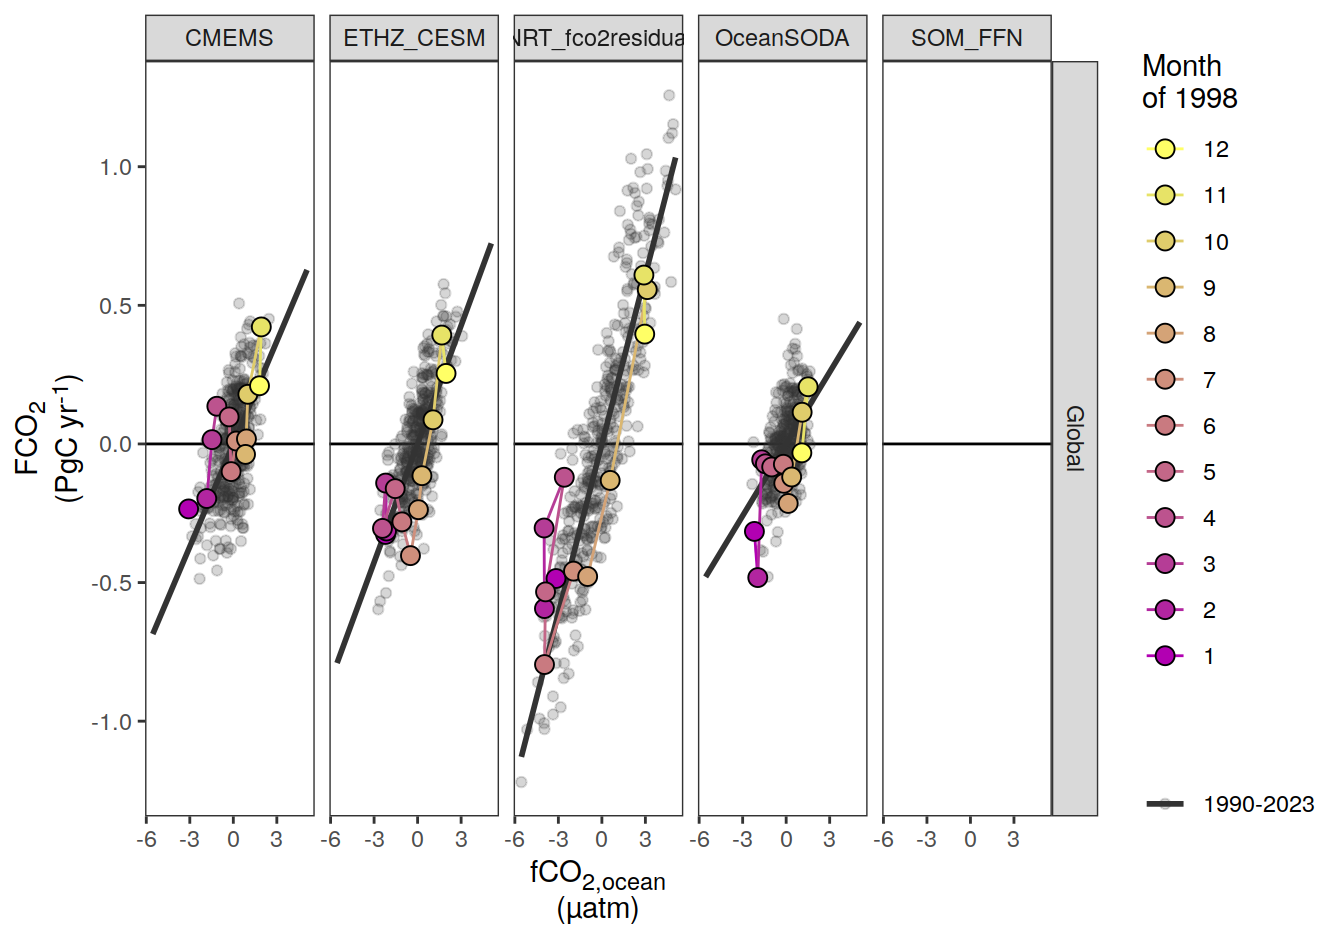 CMEMS ETHZ_CESM NRT_fco2residua OceanSODA SOM_FFN
FCO2
(PgC yr-1)
1.0
0.5
0.0
-0.5
-1.0
Global
-6 -3 0 3 -6 -3 0 3 -6 -3 0 3 -6 -3 0 3 -6 -3 0 3
fCO2,ocean
(µatm)
Month
of 1998
12
11
10
9
8
7
6
5
4
3
2
1
1990-2023